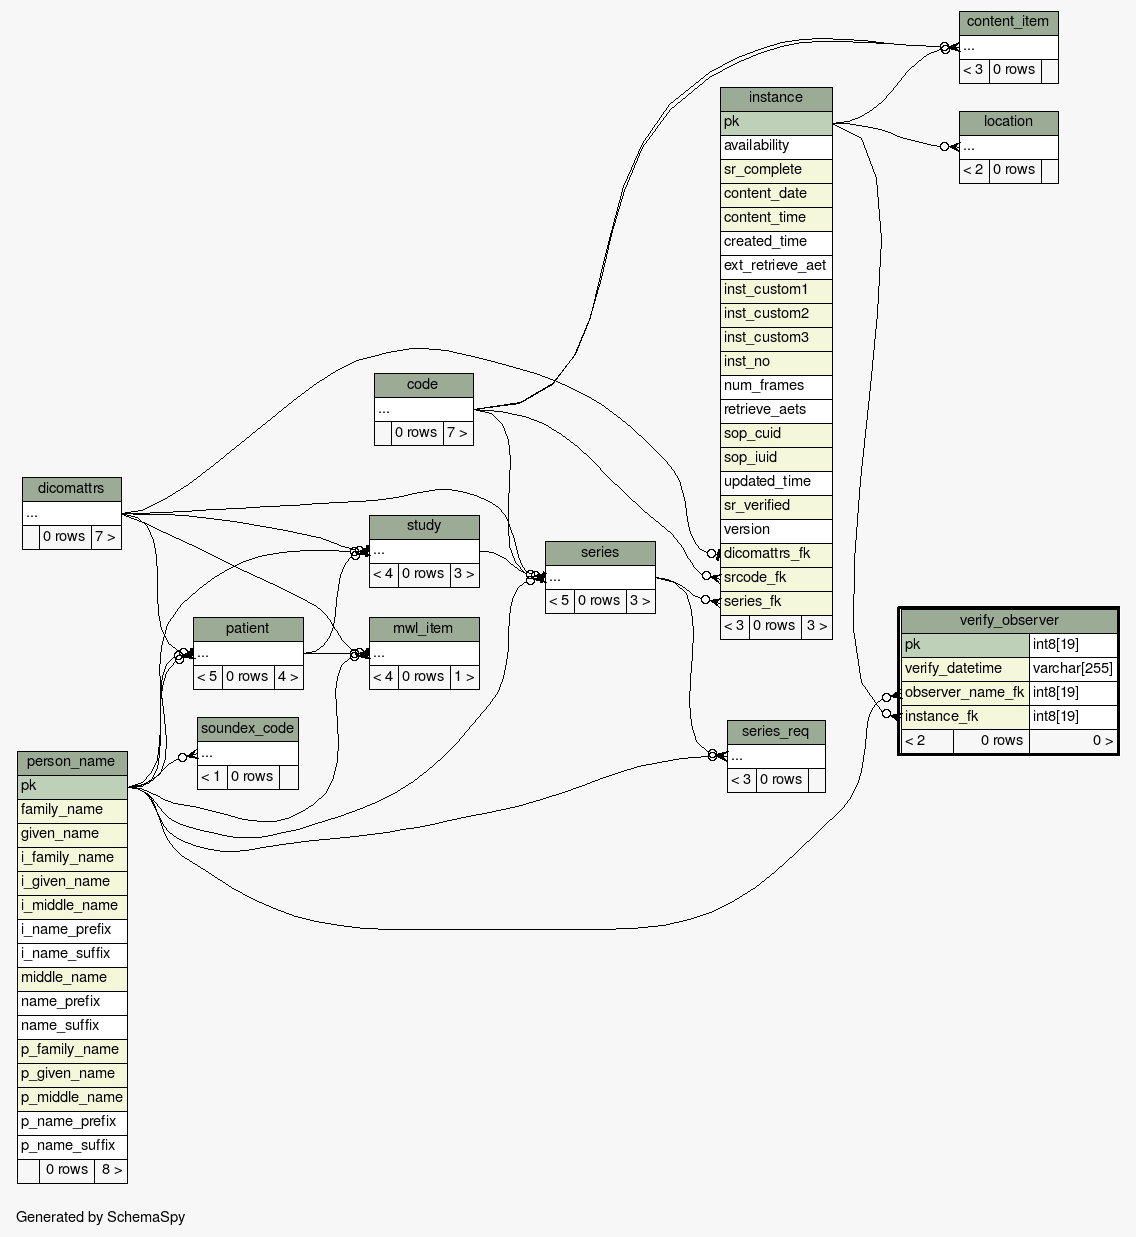 content_item
...
< 3 0 rows
instance
pk
availability
sr_complete
content_date
content_time
created_time
ext_retrieve_aet
inst_custom1
inst_custom2
inst_custom3
inst_no
num_frames
retrieve_aets
sop_cuid
sop_iuid
updated_time
sr_verified
version
dicomattrs_fk
srcode_fk
series_fk
< 3 0 rows 3 >
location
...
< 2 0 rows
code
...
0 rows 7 >
dicomattrs
...
0 rows 7 >
study
...
< 4 0 rows 3 >
series
...
< 5 0 rows 3 >
patient
...
< 5 0 rows 4 >
mwl_item
...
< 4 0 rows 1 >
verify_observer
pk int8[19]
verify_datetime varchar[255]
observer_name_fk int8[19]
instance_fk int8[19]
< 2 0 rows 0 >
soundex_code
...
< 1 0 rows
series_req
...
< 3 0 rows
person_name
pk
family_name
given_name
i_family_name
i_given_name
i_middle_name
i_name_prefix
i_name_suffix
middle_name
name_prefix
name_suffix
p_family_name
p_given_name
p_middle_name
p_name_prefix
p_name_suffix
0 rows 8 >
Generated by SchemaSpy